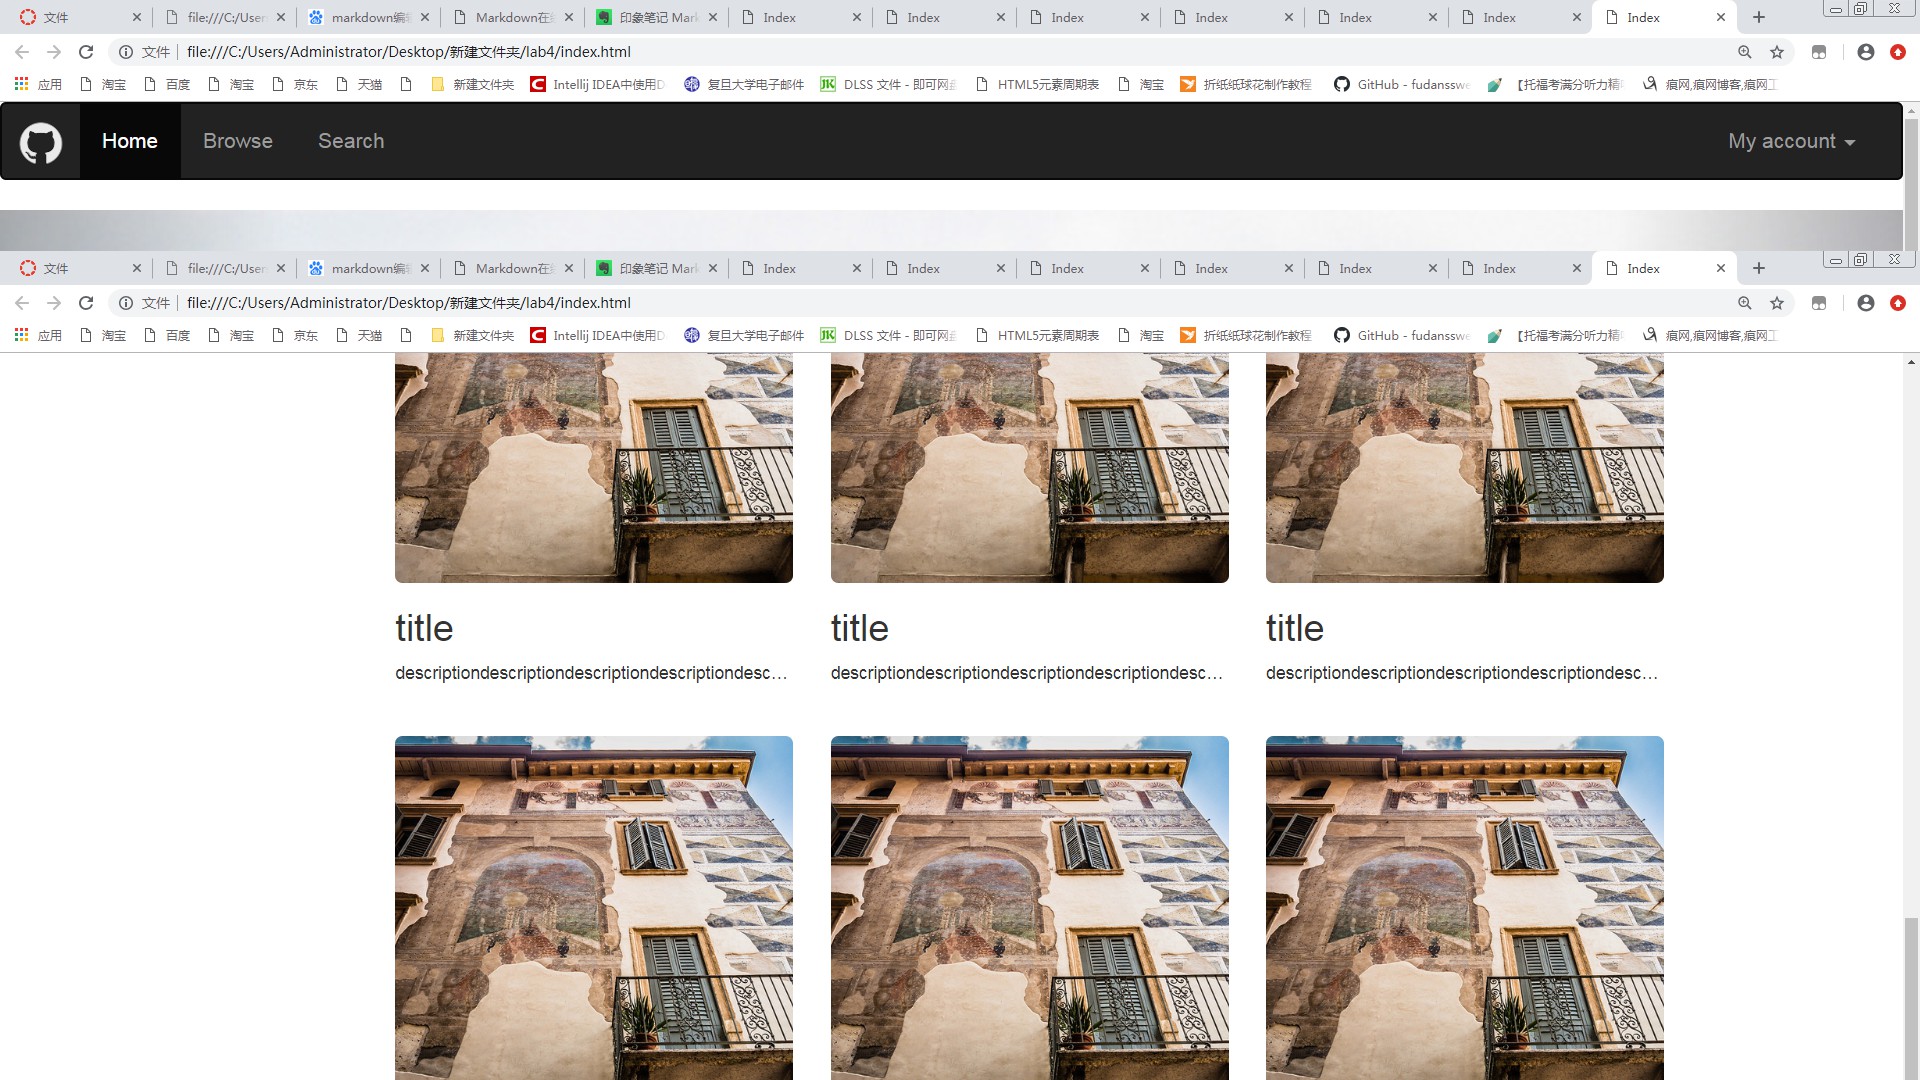 文件 file:///C:/User markdown编 Markdown在 印象笔记 Mark Index Index Index Index Index Index Index
文件 file:///C:/Users/Administrator/Desktop/新建文件夹/lab4/index.html
应用 淘宝 百度 淘宝 京东 天猫 新建文件夹 Intellij IDEA中使用D 复旦大学电子邮件 DLSS 文件 - 即可网 HTML5元素周期表 淘宝 折纸纸球花制作教程 GitHub - fudanssw 【托福考满分听力精 痕网,痕网博客,痕网工
Home Browse Search My account
文件 file:///C:/User markdown编 Markdown在 印象笔记 Mark Index Index Index Index Index Index Index
文件 file:///C:/Users/Administrator/Desktop/新建文件夹/lab4/index.html
应用 淘宝 百度 淘宝 京东 天猫 新建文件夹 Intellij IDEA中使用D 复旦大学电子邮件 DLSS 文件 - 即可网 HTML5元素周期表 淘宝 折纸纸球花制作教程 GitHub - fudanssw 【托福考满分听力精 痕网,痕网博客,痕网工
title title title
descriptiondescriptiondescriptiondescriptiondesc... descriptiondescriptiondescriptiondescriptiondesc... descriptiondescriptiondescriptiondescriptiondesc...